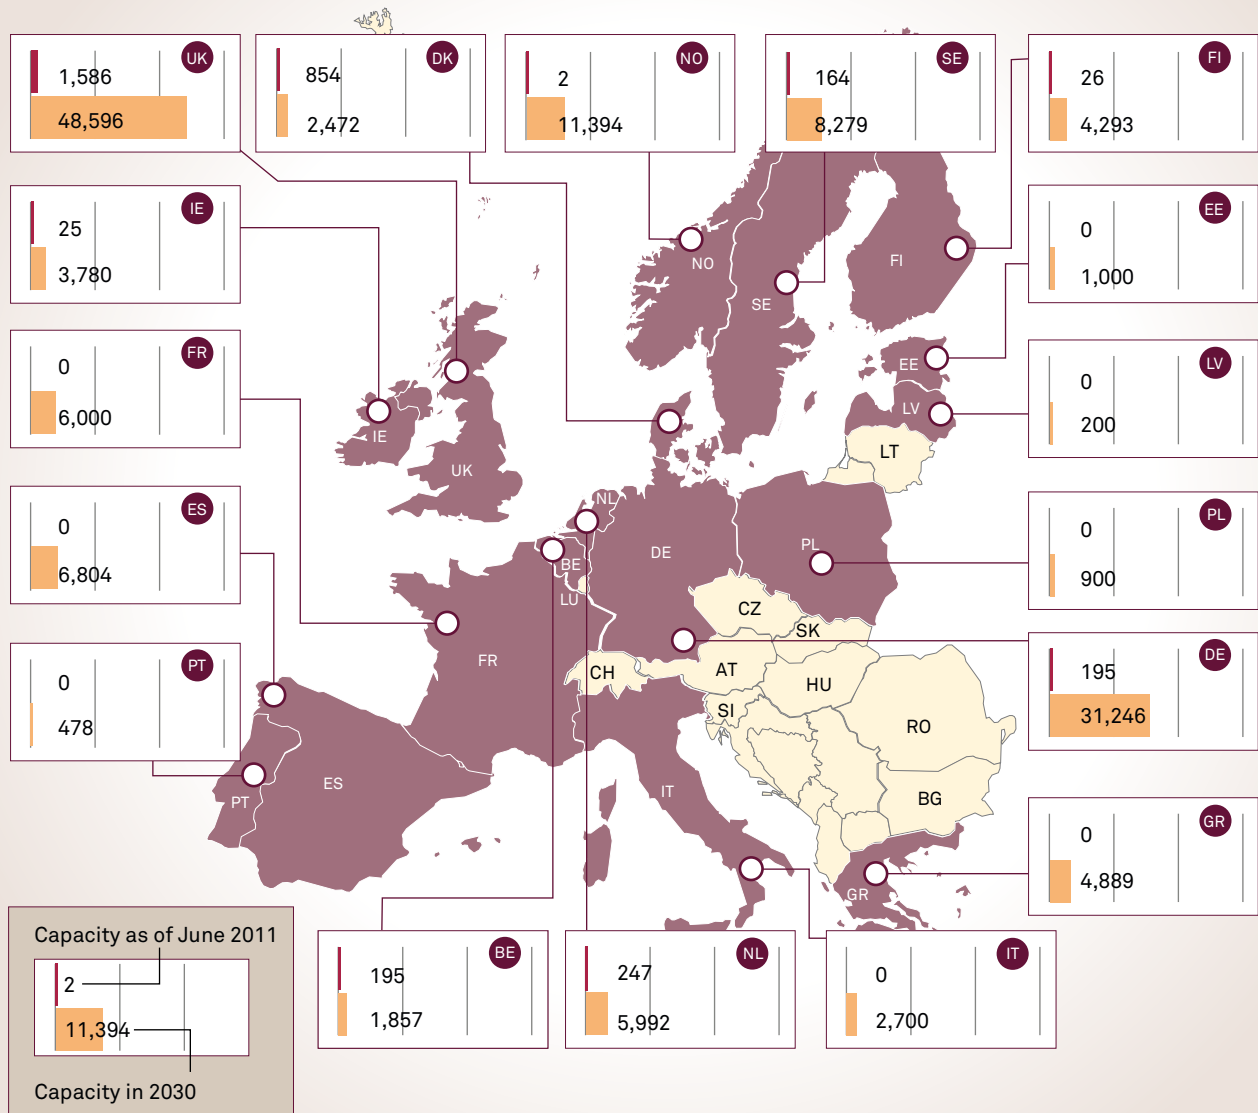 UK
1,586
48,596
DK
854
2,472
NO
2
11,394
SE
164
8,279
FI
26
4,293
IE
25
3,780
EE
0
1,000
FR
0
6,000
LV
0
200
ES
0
6,804
PL
0
900
PT
0
478
DE
195
31,246
GR
0
4,889
BE
195
1,857
NL
247
5,992
IT
0
2,700
NO
SE
FI
EE
LV
LT
IE
UK
NL
BE
LU
DE
PL
CZ
SK
FR
CH
AT
HU
SI
RO
BG
PT
ES
IT
GR
Capacity as of June 2011
2
11,394
Capacity in 2030